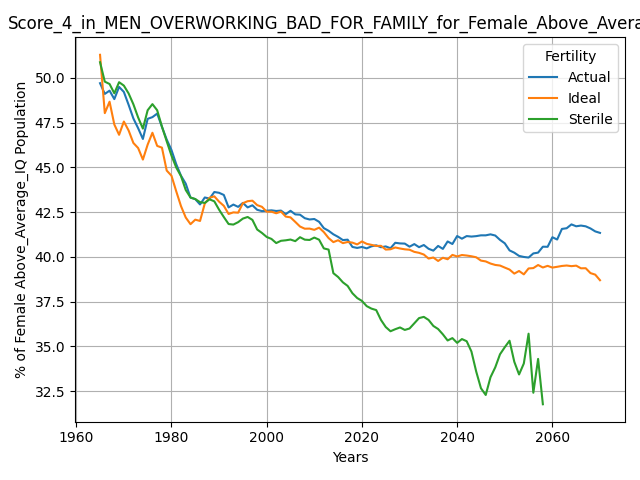 Score_4_in_MEN_OVERWORKING_BAD_FOR_FAMILY_for_Female_Above_Avera
% of Female Above_Average_IQ Population
50.0
47.5
45.0
42.5
40.0
37.5
35.0
32.5
Fertility
Actual
Ideal
Sterile
1960
1980
2000
2020
2040
2060
Years